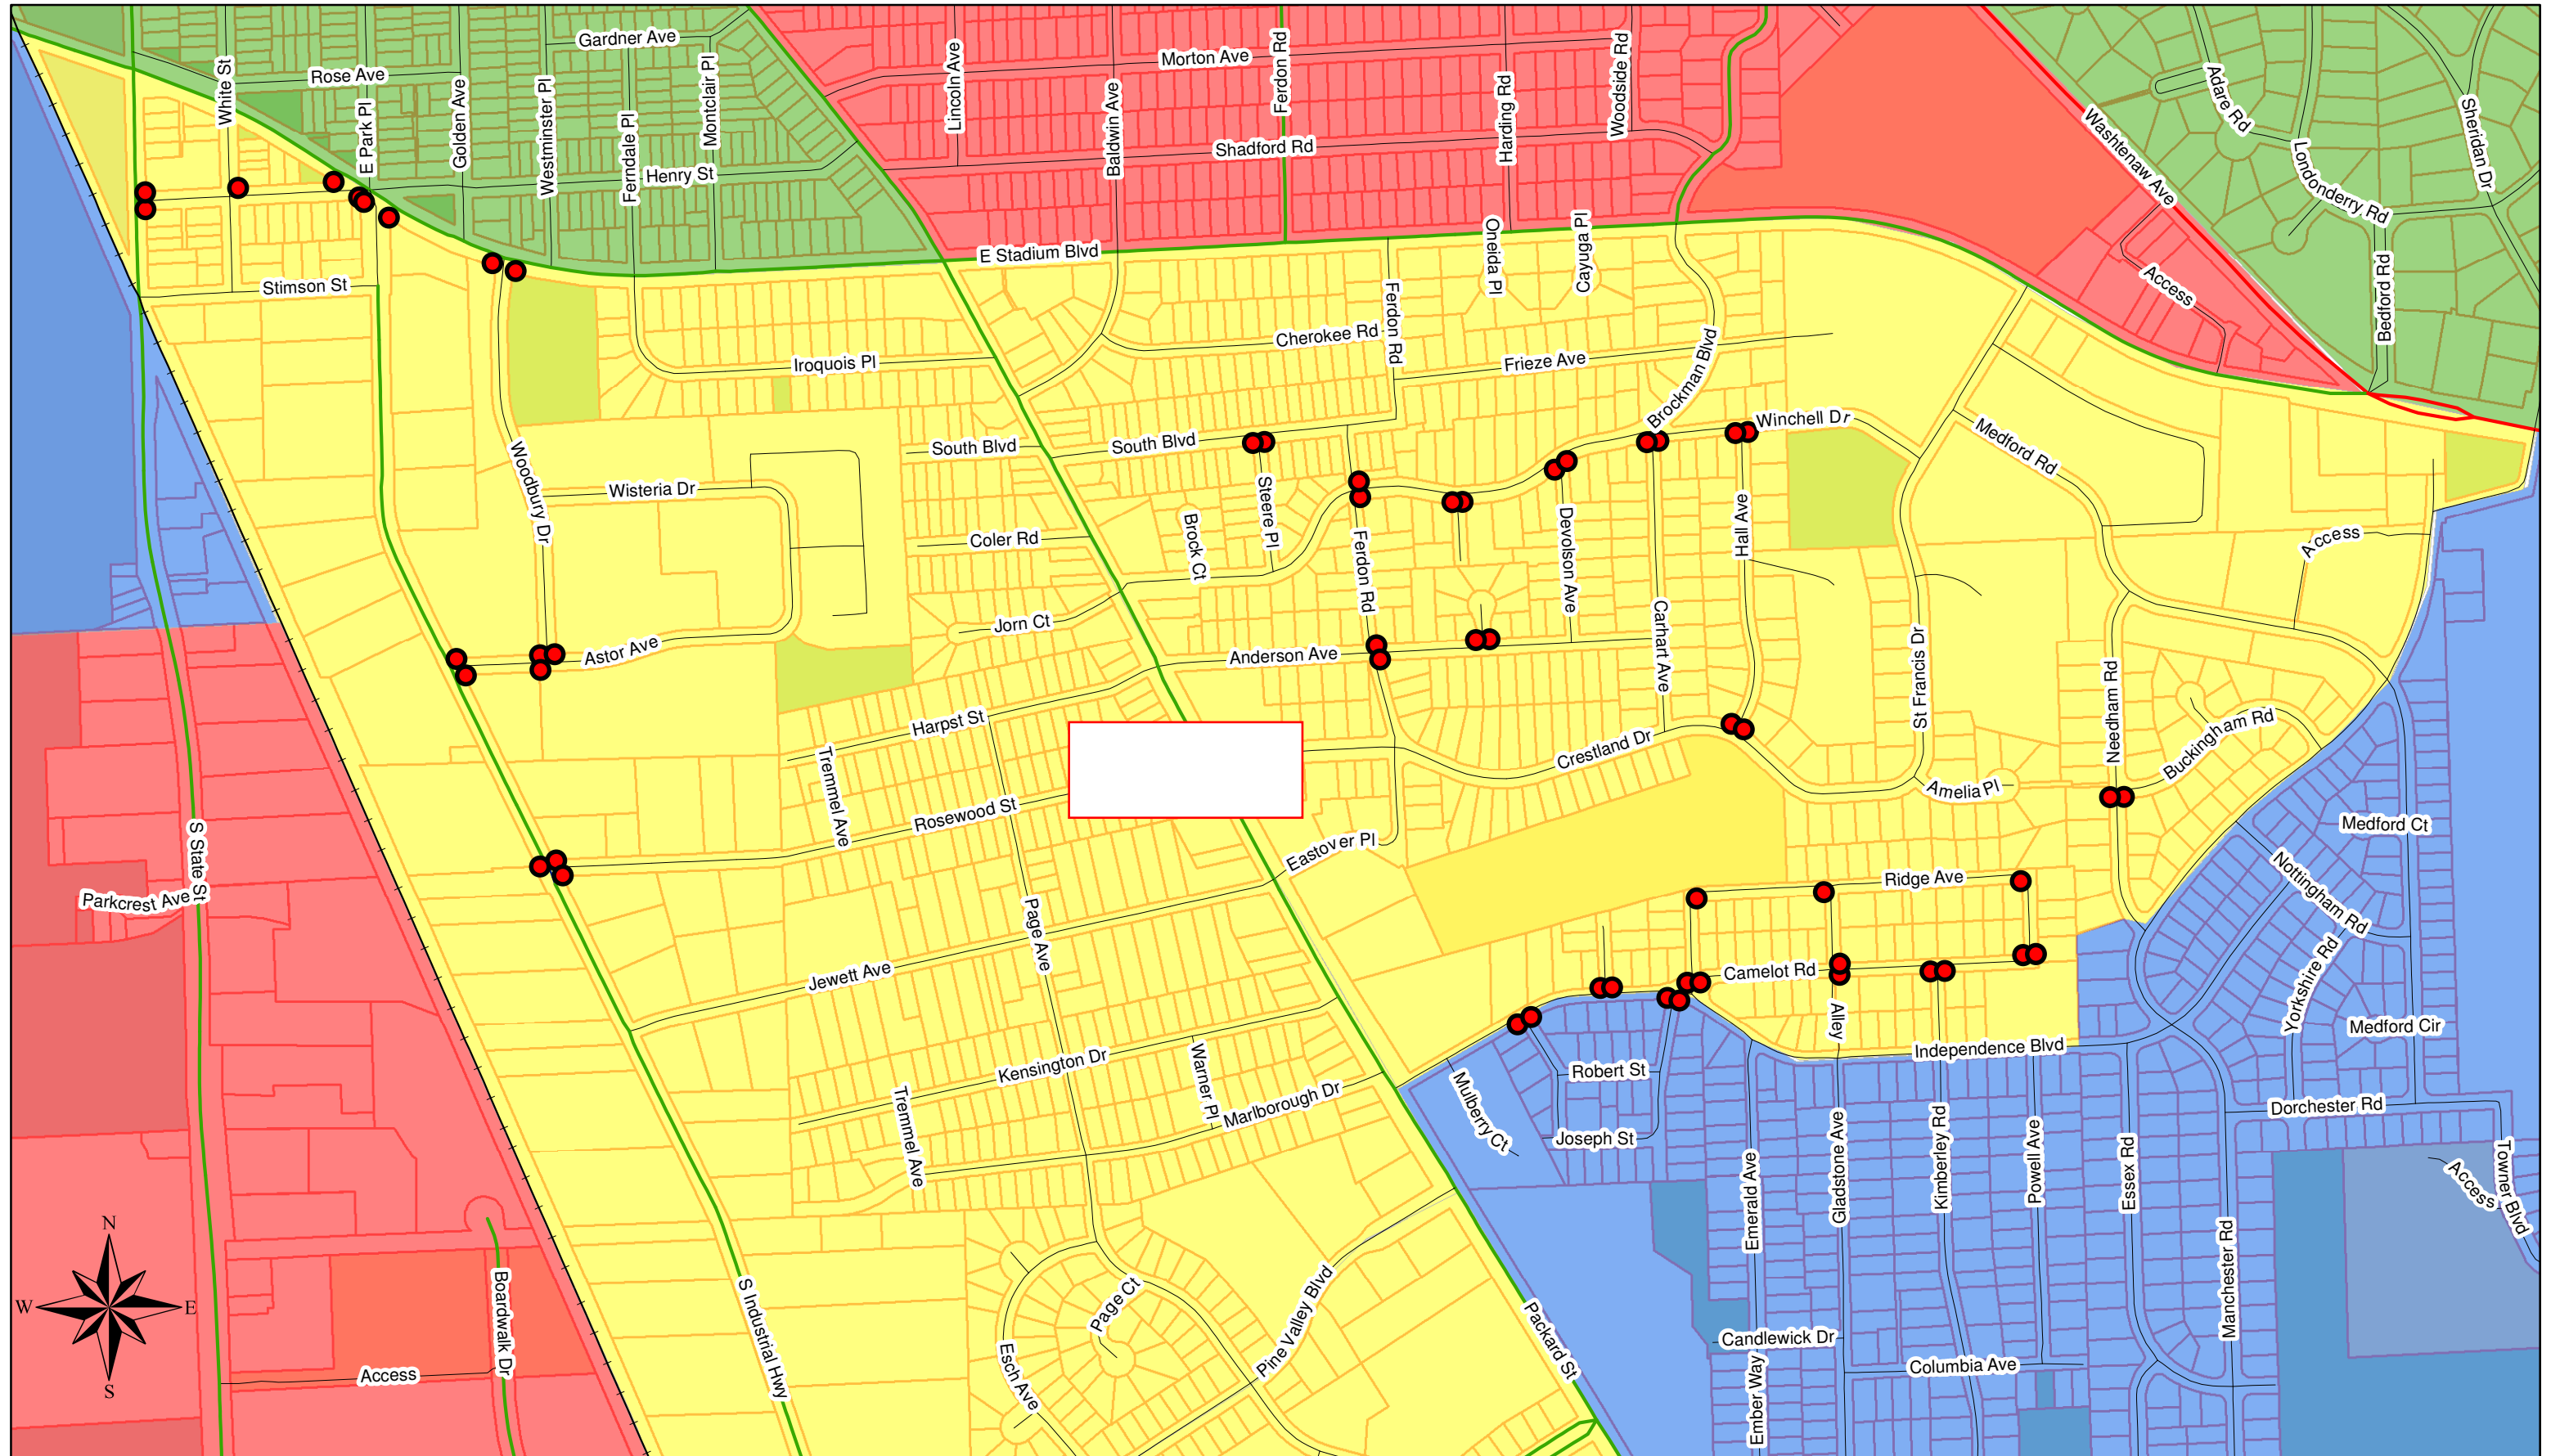 Gardner Ave
Rose Ave
White St
E Park Pl
Golden Ave
Westminster Pl
Ferndale Pl
Montclair Pl
Henry St
Lincoln Ave
Baldwin Ave
Morton Ave
Ferdon Rd
Shadford Rd
Harding Rd
Woodside Rd
Washtenaw Ave
Adare Rd
Londonderry Rd
Sheridan Dr
Bedford Rd
Access
E Stadium Blvd
Oneida Pl
Cayuga Pl
Stimson St
Iroquois Pl
Cherokee Rd
Ferdon Rd
Frieze Ave
Brockman Blvd
Winchell Dr
Medford Rd
South Blvd
South Blvd
Woodbury Dr
Wisteria Dr
Steere Pl
Brock Ct
Coler Rd
Ferdon Rd
Devolson Ave
Hall Ave
Access
Jorn Ct
Astor Ave
Anderson Ave
Carhart Ave
St Francis Dr
Needham Rd
Buckingham Rd
Harpst St
Tremmel Ave
Rosewood St
Crestland Dr
Amelia Pl
Medford Ct
S State St
Parkcrest Ave
Eastover Pl
Ridge Ave
Nottingham Rd
Page Ave
Jewett Ave
Camelot Rd
Alley
Yorkshire Rd
Medford Cir
Independence Blvd
Kensington Dr
Warner Pl
Tremmel Ave
Marlborough Dr
Mulberry Ct
Robert St
Joseph St
Dorchester Rd
Emerald Ave
Gladstone Ave
Kimberley Rd
Powell Ave
Essex Rd
Manchester Rd
Towner Blvd
Access
N
W
E
S
Boardwalk Dr
Access
S Industrial Hwy
Page Ct
Esch Ave
Pine Valley Blvd
Packard St
Candlewick Dr
Columbia Ave
Ember Way